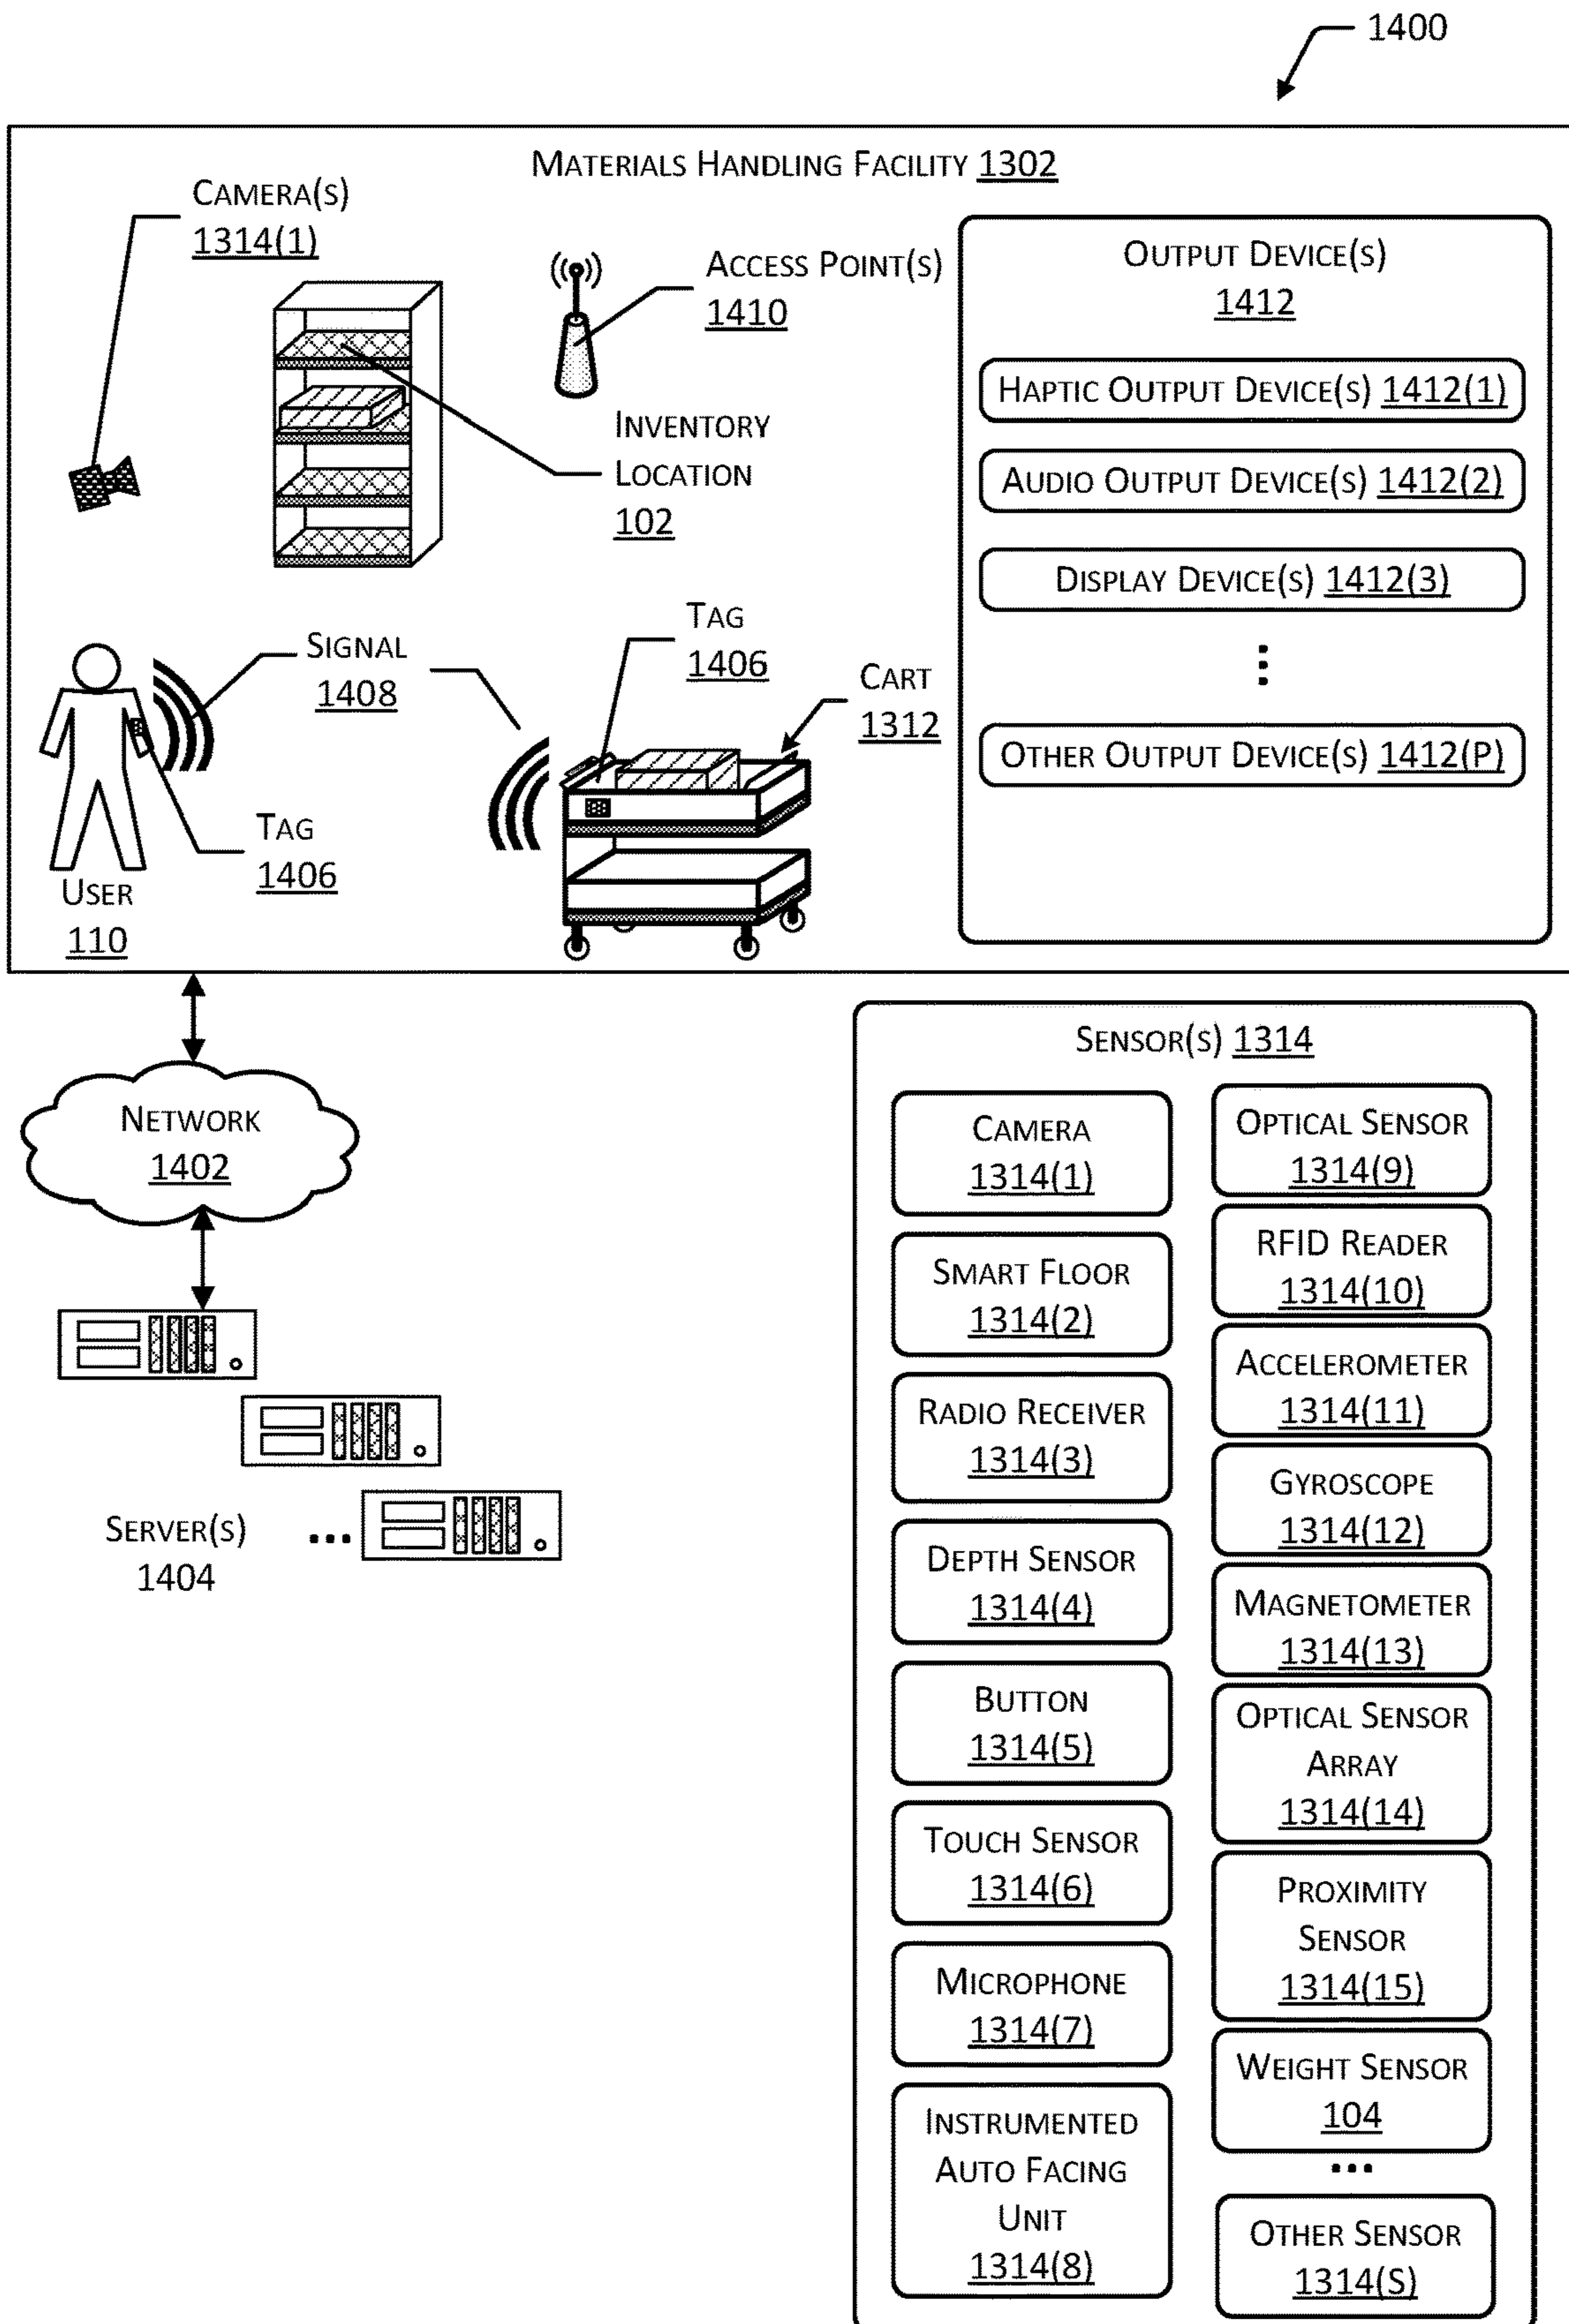 1400
MATERIALS HANDLING FACILITY 1302
CAMERA(S)
1314(1)
ACCESS POINT(S)
1410
INVENTORY
LOCATION
102
OUTPUT DEVICE(S)
1412
HAPTIC OUTPUT DEVICE(S) 1412(1)
AUDIO OUTPUT DEVICE(S) 1412(2)
DISPLAY DEVICE(S) 1412(3)
⋮
OTHER OUTPUT DEVICE(S) 1412(P)
SIGNAL
1408
TAG
1406
CART
1312
TAG
1406
USER
110
NETWORK
1402
SERVER(S)
1404
...
SENSOR(S) 1314
CAMERA
1314(1)
SMART FLOOR
1314(2)
RADIO RECEIVER
1314(3)
DEPTH SENSOR
1314(4)
BUTTON
1314(5)
TOUCH SENSOR
1314(6)
MICROPHONE
1314(7)
INSTRUMENTED
AUTO FACING
UNIT
1314(8)
OPTICAL SENSOR
1314(9)
RFID READER
1314(10)
ACCELEROMETER
1314(11)
GYROSCOPE
1314(12)
MAGNETOMETER
1314(13)
OPTICAL SENSOR
ARRAY
1314(14)
PROXIMITY
SENSOR
1314(15)
WEIGHT SENSOR
104
...
OTHER SENSOR
1314(S)